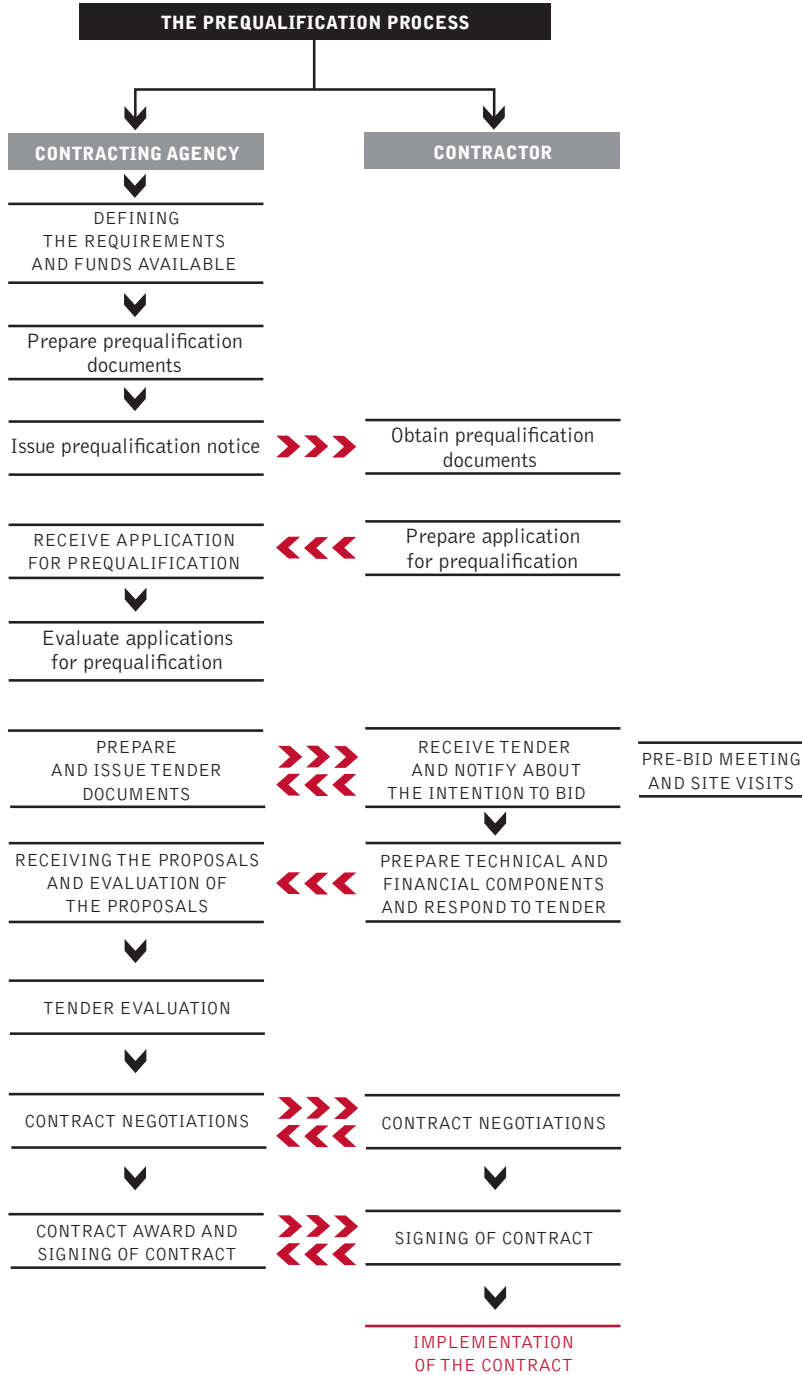 THE PREQUALIFICATION PROCESS
CONTRACTING AGENCY
CONTRACTOR
DEFINING
THE REQUIREMENTS
AND FUNDS AVAILABLE
Prepare prequalification
documents
Issue prequalification notice
Obtain prequalification
documents
RECEIVE APPLICATION
FOR PREQUALIFICATION
Prepare application
for prequalification
Evaluate applications
for prequalification
PREPARE
AND ISSUE TENDER
DOCUMENTS
RECEIVE TENDER
AND NOTIFY ABOUT
THE INTENTION TO BID
PRE-BID MEETING
AND SITE VISITS
RECEIVING THE PROPOSALS
AND EVALUATION OF
THE PROPOSALS
PREPARE TECHNICAL AND
FINANCIAL COMPONENTS
AND RESPOND TO TENDER
TENDER EVALUATION
CONTRACT NEGOTIATIONS
CONTRACT NEGOTIATIONS
CONTRACT AWARD AND
SIGNING OF CONTRACT
SIGNING OF CONTRACT
IMPLEMENTATION
OF THE CONTRACT